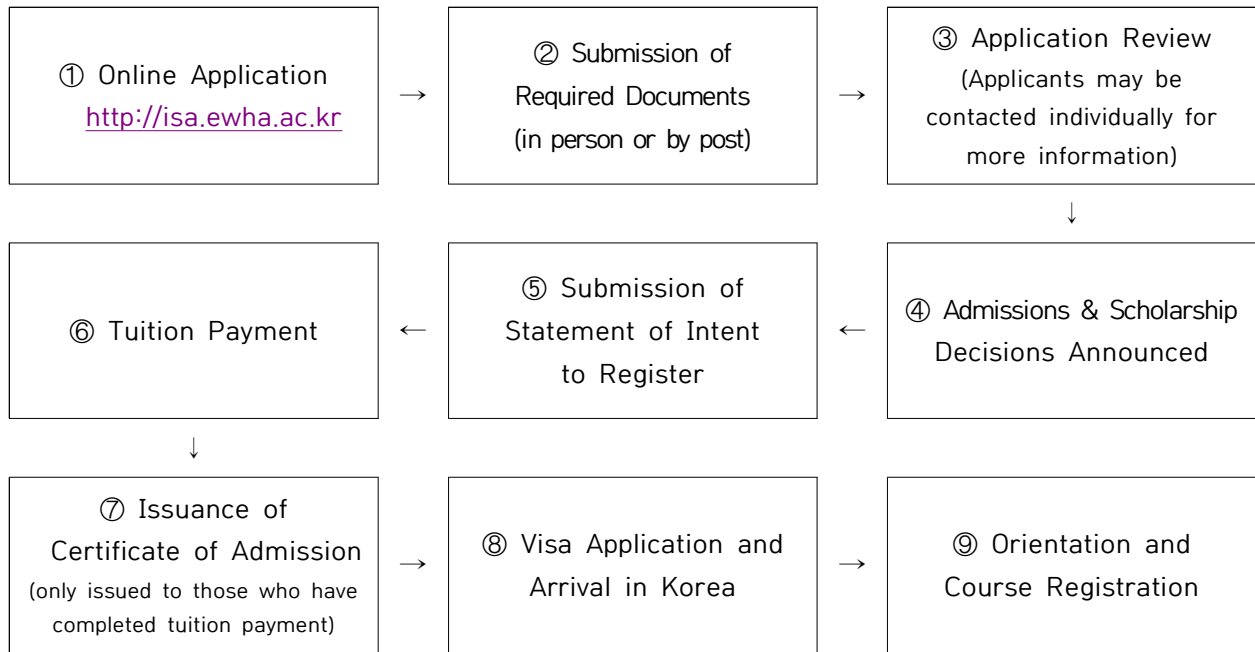 ① Online Application
http://isa.ewha.ac.kr
→
② Submission of
Required Documents
(in person or by post)
→
③ Application Review
(Applicants may be
contacted individually for
more information)
↓
④ Admissions & Scholarship
Decisions Announced
←
⑤ Submission of
Statement of Intent
to Register
←
⑥ Tuition Payment
↓
⑦ Issuance of
Certificate of Admission
(only issued to those who have
completed tuition payment)
→
⑧ Visa Application and
Arrival in Korea
→
⑨ Orientation and
Course Registration